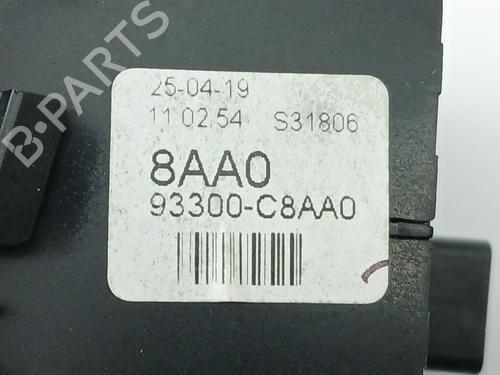 25-04-19
11 02 54 S31806
8AA0
93300-C8AA0
B-PARTS